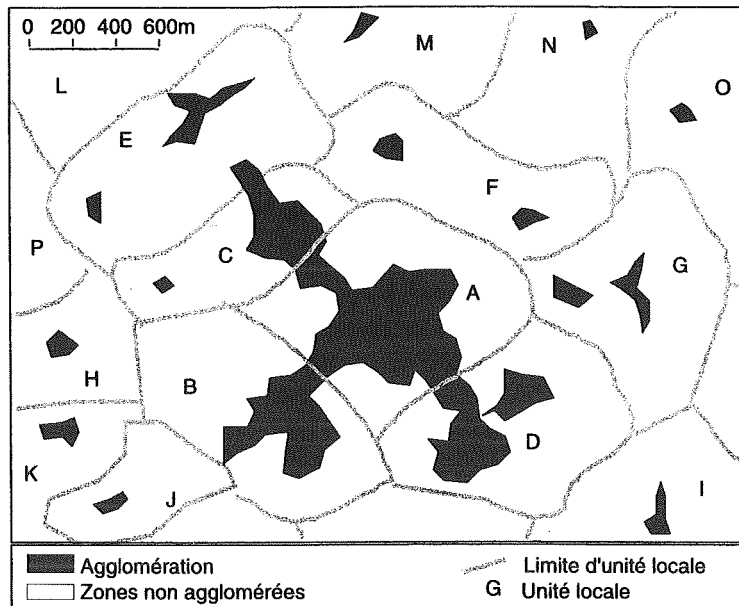 0 200 400 600m
M
N
L
O
E
F
P
C
G
A
H
B
D
K
J
I
Agglomération
Limite d'unité locale
Zones non agglomérées
G Unité locale